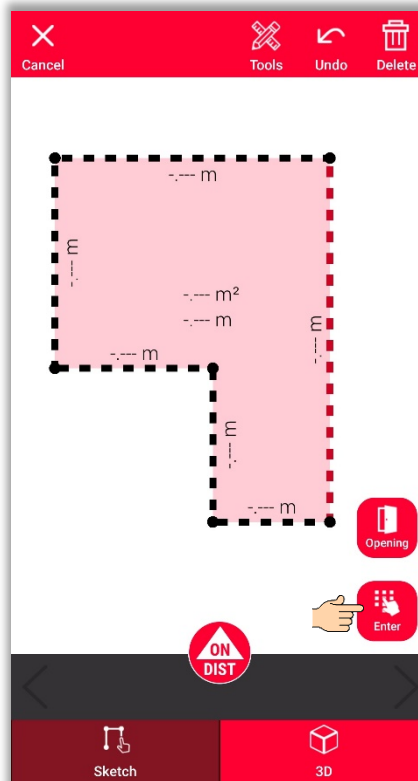 Cancel
Tools
Undo
Delete
-.--- m
-.--- m
-.--- m²
-.--- m
-.--- m
-.--- m
-.--- m
-.--- m
Opening
Enter
ON
DIST
Sketch
3D